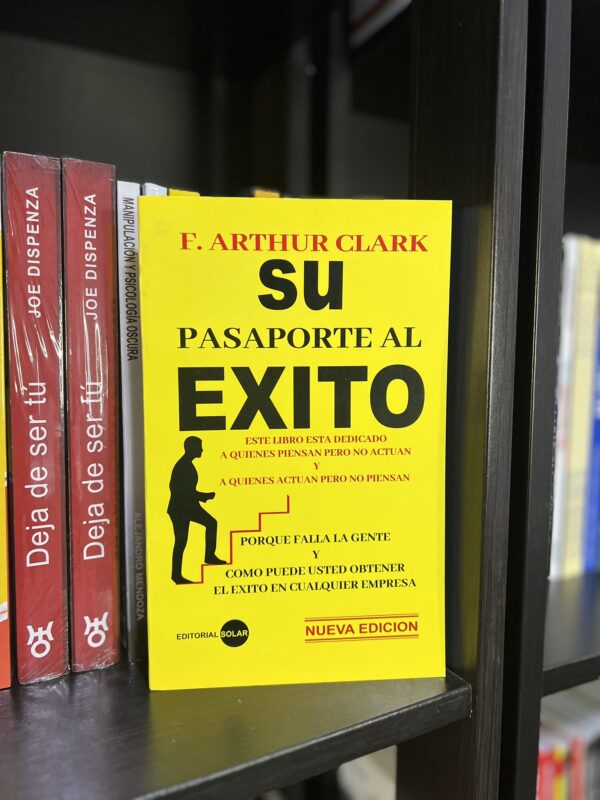 JOE DISPENZA
Deja de ser tú
JOE DISPENZA
Deja de ser tú
MANIPULACIÓN Y PSICOLOGÍA OSCURA
ALEJANDRO MENDOZA
F. ARTHUR CLARK
su
PASAPORTE AL
EXITO
ESTE LIBRO ESTA DEDICADO
A QUIENES PIENSAN PERO NO ACTUAN
Y
A QUIENES ACTUAN PERO NO PIENSAN
PORQUE FALLA LA GENTE
Y
COMO PUEDE USTED OBTENER
EL EXITO EN CUALQUIER EMPRESA
EDITORIAL SOLAR
NUEVA EDICION